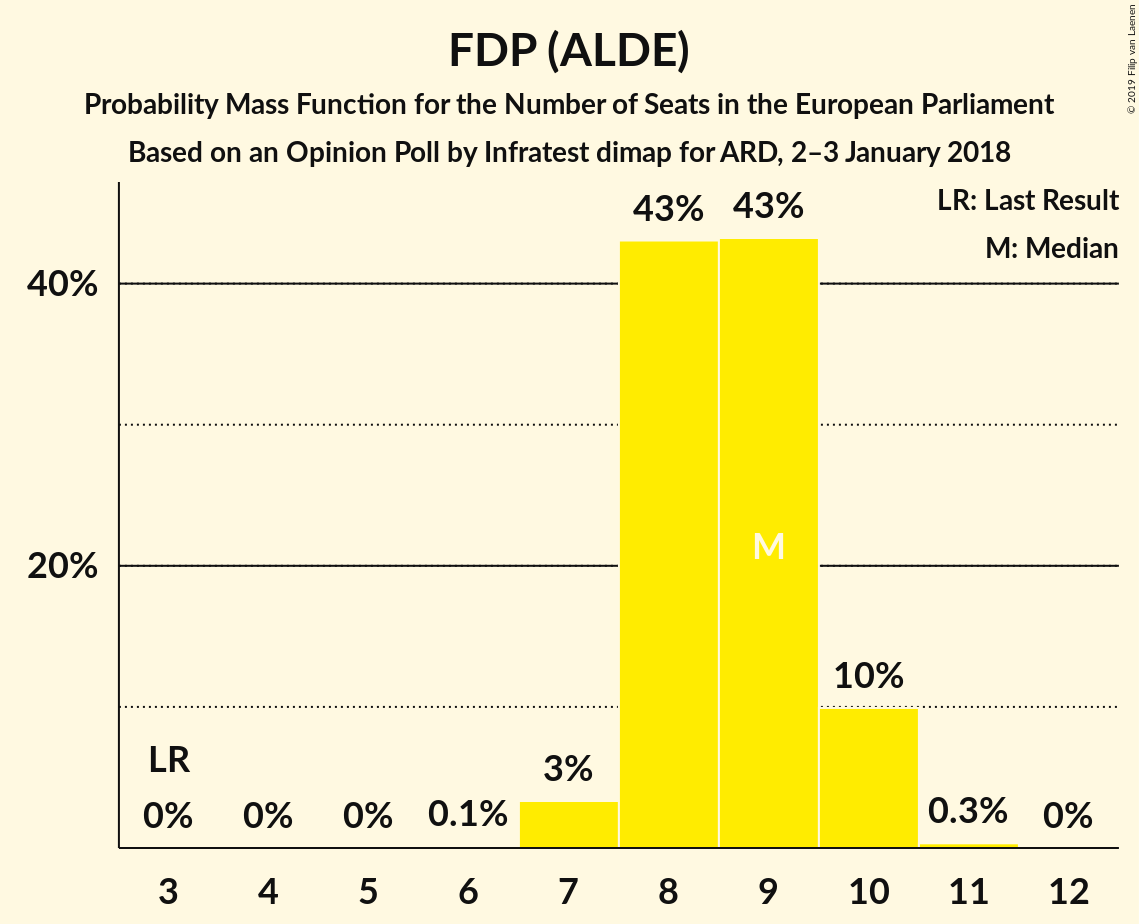 FDP (ALDE)
Probability Mass Function for the Number of Seats in the European Parliament
Based on an Opinion Poll by Infratest dimap for ARD, 2–3 January 2018
© 2019 Filip van Laenen
LR: Last Result
M: Median
43%
43%
40%
M
20%
10%
LR
3%
0%
0%
0%
0.1%
0.3%
0%
3
4
5
6
7
8
9
10
11
12